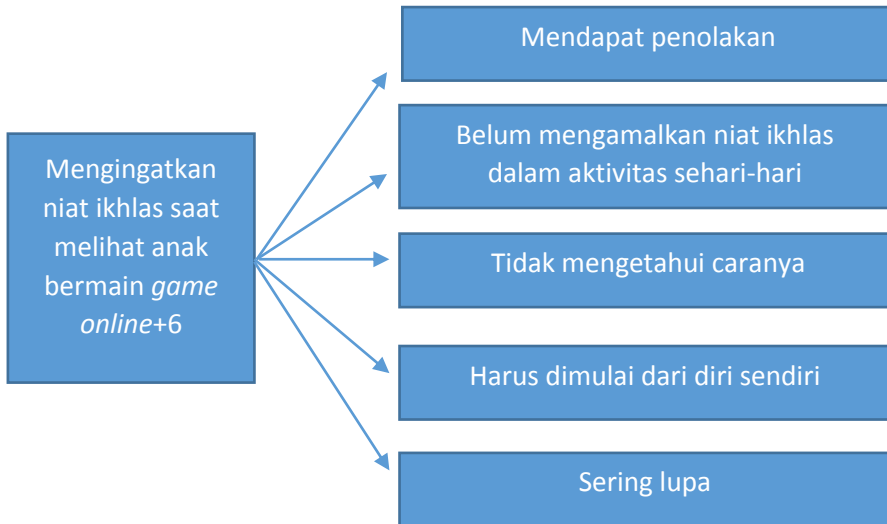 Mengingatkan
niat ikhlas saat
melihat anak
bermain game
online+6
Mendapat penolakan
Belum mengamalkan niat ikhlas
dalam aktivitas sehari-hari
Tidak mengetahui caranya
Harus dimulai dari diri sendiri
Sering lupa